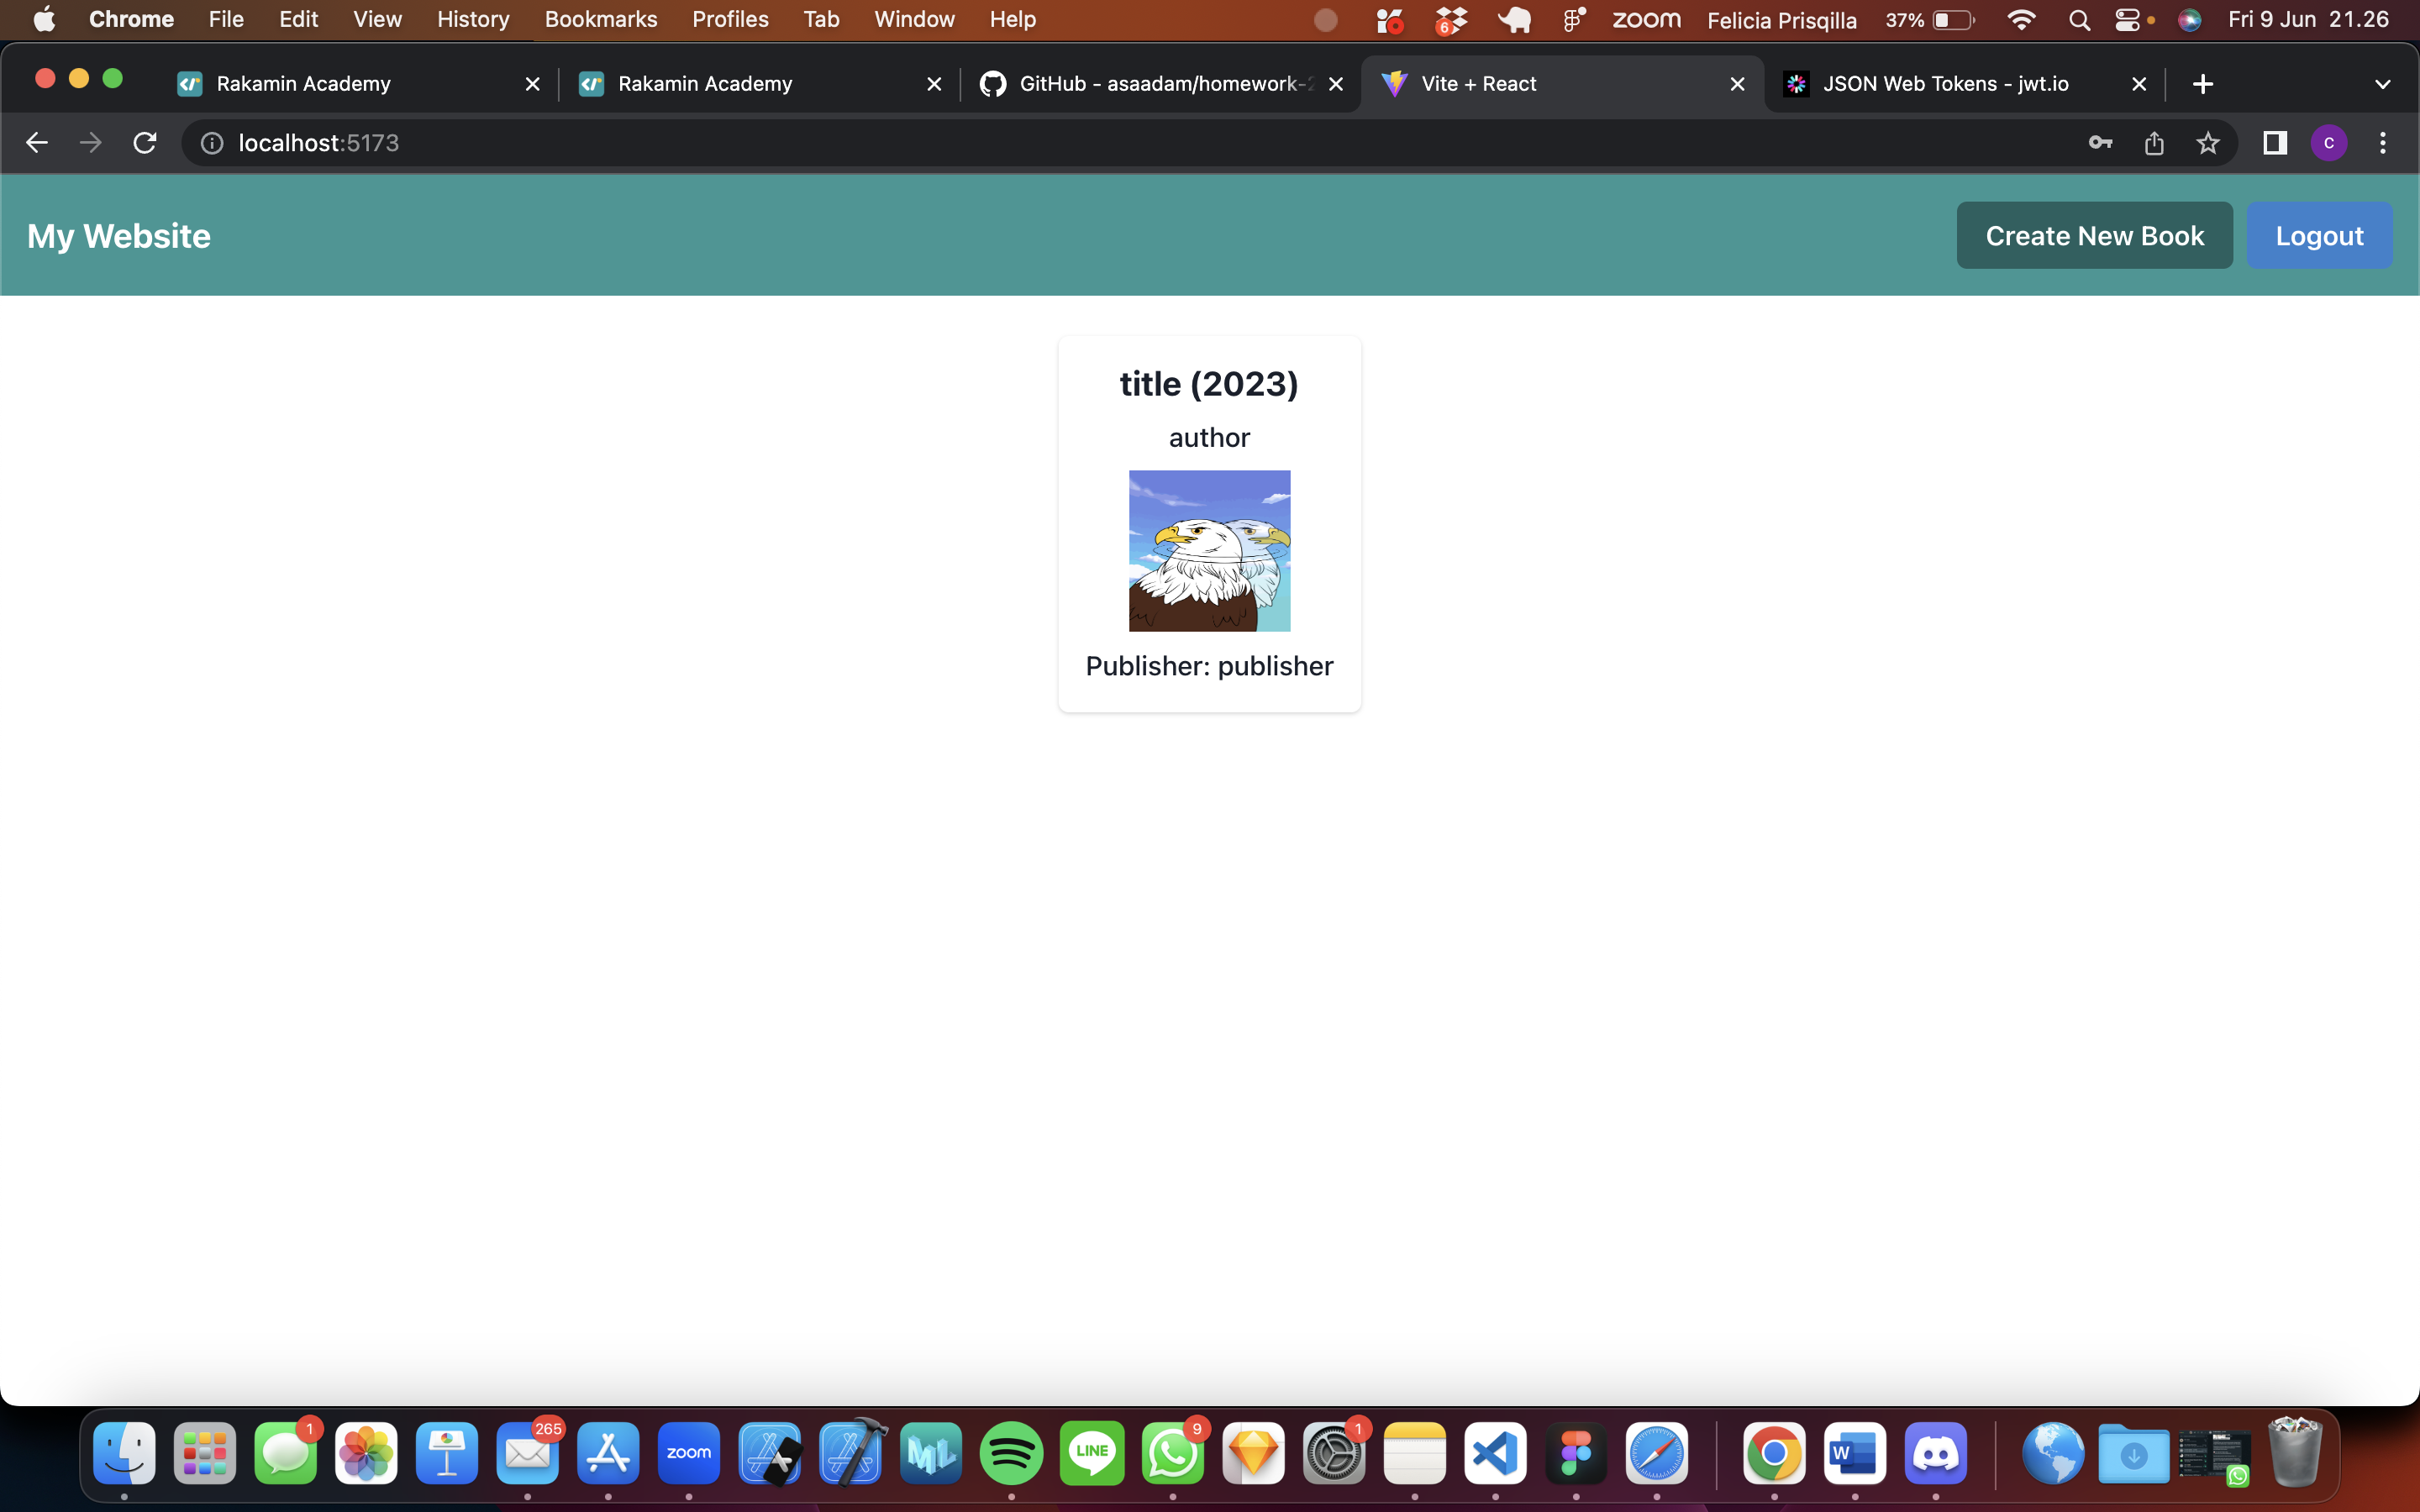 Chrome File Edit View History Bookmarks Profiles Tab Window Help 6 zoom Felicia Prisqilla 37% Fri 9 Jun 21.26
Rakamin Academy Rakamin Academy GitHub - asaadam/homework- Vite + React JSON Web Tokens - jwt.io
localhost:5173 C
My Website Create New Book Logout
title (2023)
author
Publisher: publisher
1 265 9 1
zoom ML LINE W